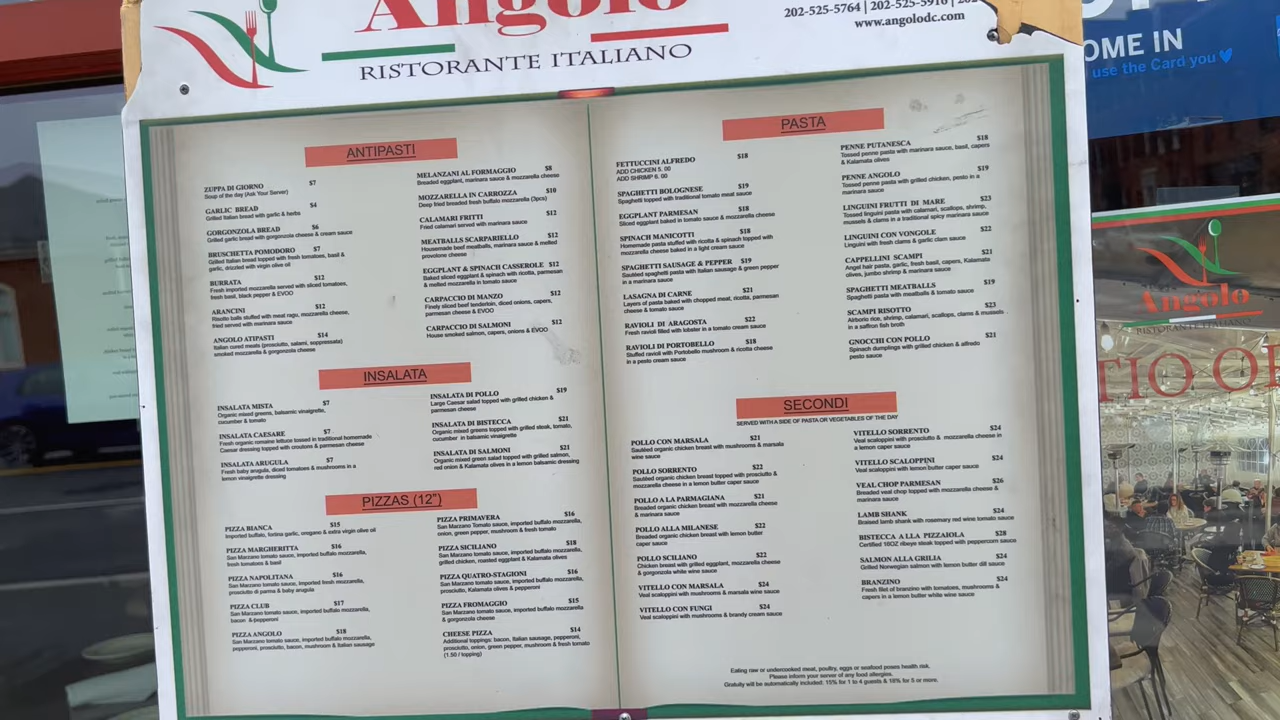 Angolo
RISTORANTE ITALIANO
202-525-5764 | 202-525-5916 | 202
www.angolodc.com
ANTIPASTI
ZUPPA DI GIORNO $7
Soup of the day (Ask Your Server)
GARLIC BREAD $4
Grilled Italian bread with garlic & herbs
GORGONZOLA BREAD $6
Grilled garlic bread with gorgonzola cheese & cream sauce
BRUSCHETTA POMODORO $7
Grilled Italian bread topped with fresh tomatoes, basil &
garlic, drizzled with virgin olive oil
BURRATA $12
Fresh imported mozzarella served with sliced tomatoes,
fresh basil, black pepper & EVOO
ARANCINI $12
Risotto balls stuffed with meat ragu, mozzarella cheese,
fried served with marinara sauce
ANGOLO ATIPASTI $14
Italian cured meats (prosciutto, salami, suppressata)
smoked mozzarella & gorgonzola cheese
MELANZANI AL FORMAGGIO $8
Breaded eggplant, marinara sauce & mozzarella cheese
MOZZARELLA IN CARROZZA $10
Deep fried breaded fresh buffalo mozzarella (3pcs)
CALAMARI FRITTI $12
Fried calamari served with marinara sauce
MEATBALLS SCARPARIELLO $12
Housemade beef meatballs, marinara sauce & melled
provolone cheese
EGGPLANT & SPINACH CASSEROLE $12
Baked sliced eggplant & spinach with ricotta, parmesan
& melled mozzarella in tomato sauce
CARPACCIO DI MANZO $12
Finely sliced beef tenderloin, diced onions, capers,
parmesan cheese & EVOO
CARPACCIO DI SALMONI $12
House smoked salmon, capers, onions & EVOO
INSALATA
INSALATA MISTA $7
Organic mixed greens, balsamic vinaigrette,
cucumber & tomato
INSALATA CAESARE $7
Fresh organic romaine lettuce tossed in traditional homemade
Caesar dressing topped with croutons & parmesan cheese
INSALATA ARUGULA $7
Fresh baby arugula, diced tomatoes & mushrooms in a
lemon vinaigrette dressing
INSALATA DI POLLO $19
Large Caesar salad topped with grilled chicken &
parmesan cheese
INSALATA DI BISTECCA $21
Organic mixed greens topped with grilled steak, tomato,
cucumber in balsamic vinaigrette
INSALATA DI SALMONI $21
Organic mixed green salad topped with grilled salmon,
red onion & Kalamata olives in a lemon balsamic dressing
PIZZAS (12")
PIZZA BIANCA $15
Imported buffalo, fontina garlic, oregano & extra virgin olive oil
PIZZA MARGHERITTA $16
San Marzano tomato sauce, imported buffalo mozzarella,
fresh tomatoes & basil
PIZZA NAPOLITANA $16
San Marzano tomato sauce, imported fresh mozzarella,
prosciutto di parma & baby arugula
PIZZA CLUB $17
San Marzano tomato sauce, imported buffalo mozzarella,
bacon & pepperoni
PIZZA ANGOLO $18
San Marzano tomato sauce, imported buffalo mozzarella,
pepperoni, prosciutto, bacon, mushroom & Italian sausage
PIZZA PRIMAVERA $16
San Marzano Tomato sauce, imported buffalo mozzarella,
onion, green pepper, mushroom & fresh tomato
PIZZA SICILIANO $18
San Marzano tomato sauce, imported buffalo mozzarella,
grilled chicken, roasted eggplant & Kalamata olives
PIZZA QUATRO-STAGIONI $16
San Marzano tomato sauce, imported buffalo mozzarella,
prosciutto, Kalamata olives & pepperoni
PIZZA FROMAGGIO $15
San Marzano tomato sauce, imported buffalo mozzarella
& gorgonzola cheese
CHEESE PIZZA $14
Additional toppings: bacon, Italian sausage, pepperoni,
prosciutto, onion, green pepper, mushroom & fresh tomato
(1.50 / topping)
PASTA
FETTUCCINI ALFREDO $18
ADD CHICKEN 5. 00
ADD SHRIMP 6. 00
SPAGHETTI BOLOGNESE $19
Spaghetti topped with traditional tomato meat sauce
EGGPLANT PARMESAN $18
Sliced eggplant baked in tomato sauce & mozzarella cheese
SPINACH MANICOTTI $18
Homemade pasta stuffed with ricotta & spinach topped with
mozzarella cheese baked in a light cream sauce
SPAGHETTI SAUSAGE & PEPPER $19
Sautéed spaghetti pasta with Italian sausage & green pepper
in a marinara sauce
LASAGNA DI CARNE $21
Layers of pasta baked with chopped meat, ricotta, parmesan
cheese & tomato sauce
RAVIOLI DI ARAGOSTA $22
Fresh ravioli filled with lobster in a tomato cream sauce
RAVIOLI DI PORTOBELLO $18
Stuffed ravioli with Portobello mushroom & ricotta cheese
in a pesto cream sauce
PENNE PUTANESCA $18
Tossed penne pasta with marinara sauce, basil, capers
& Kalamata olives
PENNE ANGOLO $19
Tossed penne pasta with grilled chicken, pesto in a
marinara sauce
LINGUINI FRUTTI DI MARE $23
Tossed linguini pasta with calamari, scallops, shrimp,
mussels & clams in a traditional spicy marinara sauce
LINGUINI CON VONGOLE $22
Linguini with fresh clams & garlic clam sauce
CAPPELLINI SCAMPI $21
Angel hair pasta, garlic, fresh basil, capers, Kalamata
olives, jumbo shrimp & marinara sauce
SPAGHETTI MEATBALLS $19
Spaghetti pasta with meatballs & tomato sauce
SCAMPI RISOTTO $23
Airborio rice, shrimp, calamari, scallops, clams & mussels
in a saffron fish broth
GNOCCHI CON POLLO $21
Spinach dumplings with grilled chicken & alfredo
pesto sauce
SECONDI
SERVED WITH A SIDE OF PASTA OR VEGETABLES OF THE DAY
POLLO CON MARSALA $21
Sautéed organic chicken breast with mushrooms & marsala
wine sauce
POLLO SORRENTO $22
Sautéed organic chicken breast topped with prosciutto &
mozzarella cheese in a lemon butter caper sauce
POLLO A LA PARMAGIANA $21
Breaded organic chicken breast with mozzarella cheese
& marinara sauce
POLLO ALLA MILANESE $22
Breaded organic chicken breast with lemon butter
caper sauce
POLLO SCILIANO $22
Chicken breast with grilled eggplant, mozzarella cheese
& gorgonzola white wine sauce
VITELLO CON MARSALA $24
Veal scaloppini with mushrooms & marsala wine sauce
VITELLO CON FUNGI $24
Veal scaloppini with mushrooms & brandy cream sauce
VITELLO SORRENTO $24
Veal scaloppini with prosciutto & mozzarella cheese in
a lemon caper sauce
VITELLO SCALOPPINI $24
Veal scaloppini with lemon butter caper sauce
VEAL CHOP PARMESAN $26
Breaded veal chop topped with mozzarella cheese &
marinara sauce
LAMB SHANK $24
Braised lamb shank with rosemary red wine tomato sauce
BISTECCA A LLA PIZZAIOLA $28
Certified 16OZ ribeye steak topped with peppercorn sauce
SALMON ALLA GRILIA $24
Grilled Norwegian salmon with lemon butter dill sauce
BRANZINO $24
Fresh filet of branzino with tomatoes, mushrooms &
capers in a lemon butter while wine sauce
Eating raw or undercooked meat, poultry, eggs or seafood poses health risk.
Please inform your server of any food allergies.
Gratuity will be automatically included: 15% for 1 to 4 guests & 18% for 5 or more.
OME IN
use the Card you
Angolo
RISTORANTE ITALIANO
TIO O